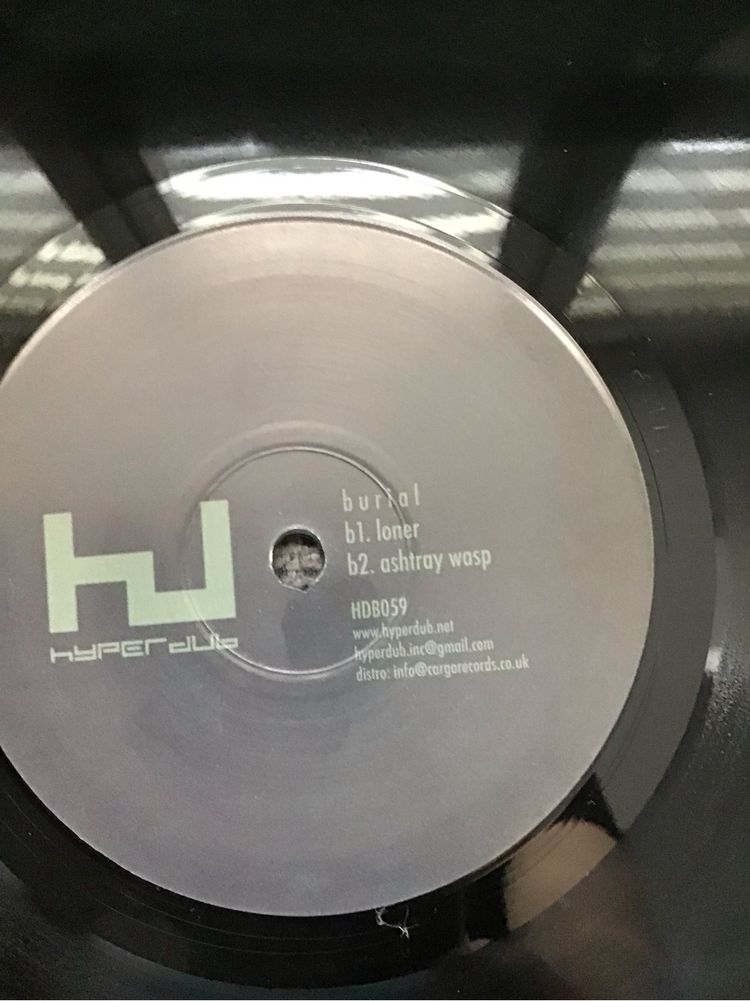 hyperdub
burial
b1. loner
b2. ashtray wasp
HDB059
www.hyperdub.net
hyperdub.inc@gmail.com
distro: info@cargorecords.co.uk